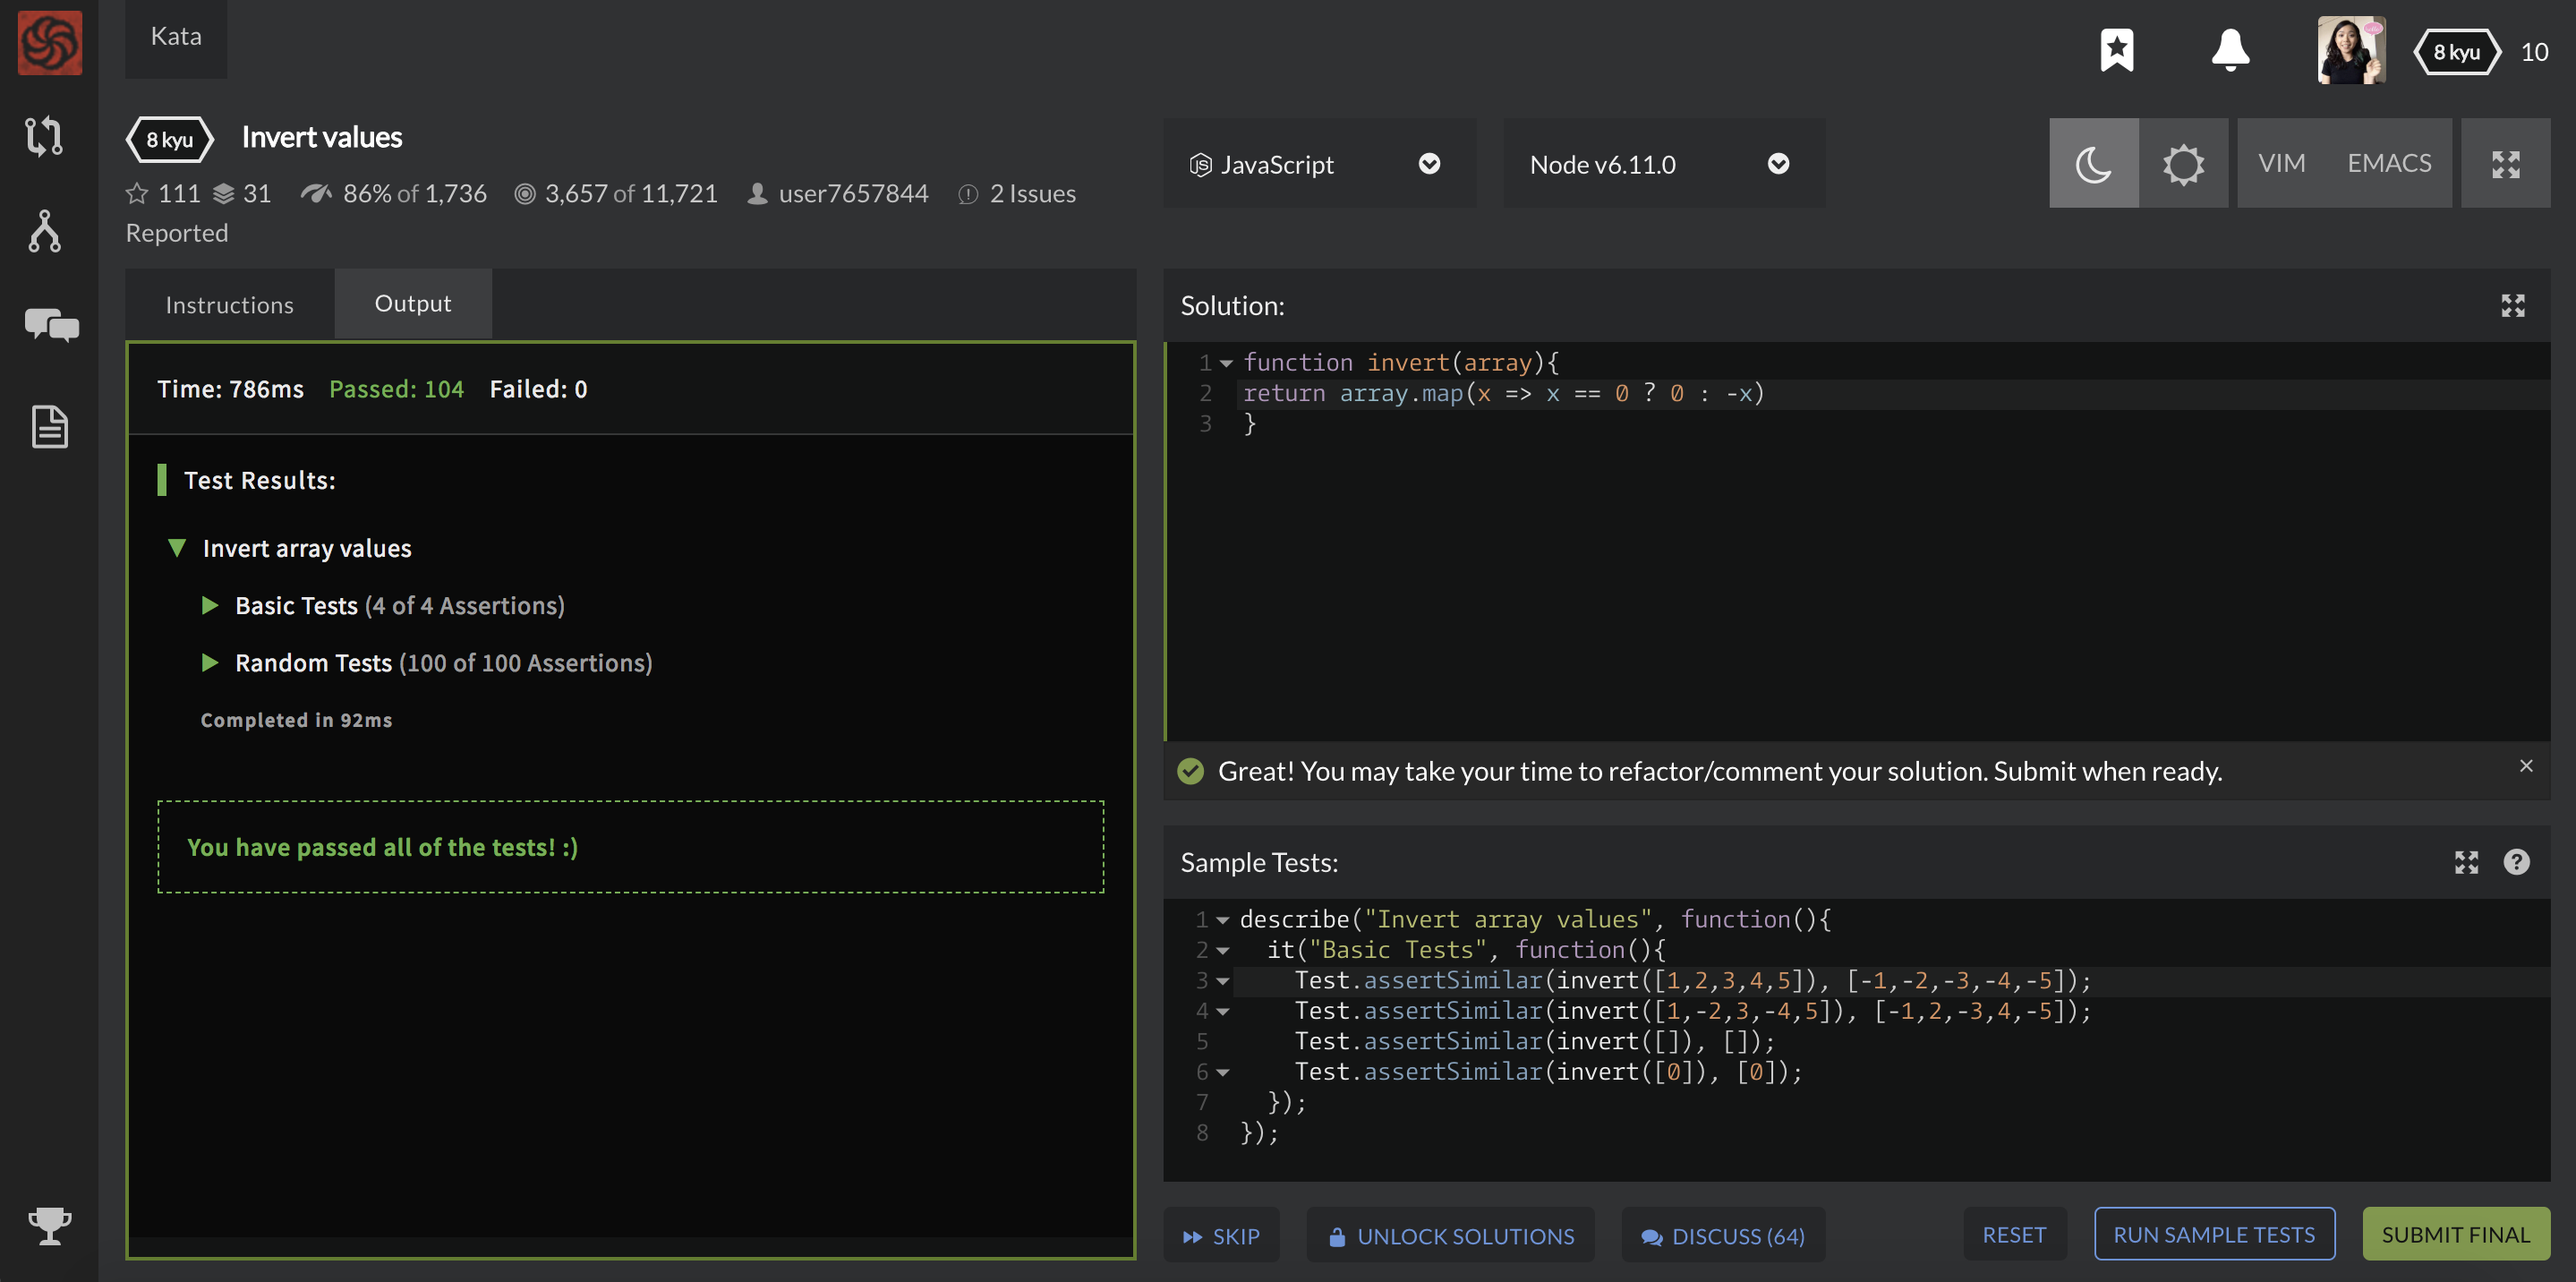 Kata
8 kyu
10
8 kyu
Invert values
111 31 86% of 1,736 3,657 of 11,721 user7657844 2 Issues
Reported
JavaScript
Node v6.11.0
VIM
EMACS
Instructions
Output
Time: 786ms Passed: 104 Failed: 0
Test Results:
Invert array values
Basic Tests (4 of 4 Assertions)
Random Tests (100 of 100 Assertions)
Completed in 92ms
You have passed all of the tests! :)
Solution:
1 function invert(array){
2 return array.map(x => x == 0 ? 0 : -x)
3 }
Great! You may take your time to refactor/comment your solution. Submit when ready.
Sample Tests:
1 describe("Invert array values", function(){
2   it("Basic Tests", function(){
3     Test.assertSimilar(invert([1,2,3,4,5]), [-1,-2,-3,-4,-5]);
4     Test.assertSimilar(invert([1,-2,3,-4,5]), [-1,2,-3,4,-5]);
5     Test.assertSimilar(invert([]), []);
6     Test.assertSimilar(invert([0]), [0]);
7   });
8 });
SKIP
UNLOCK SOLUTIONS
DISCUSS (64)
RESET
RUN SAMPLE TESTS
SUBMIT FINAL